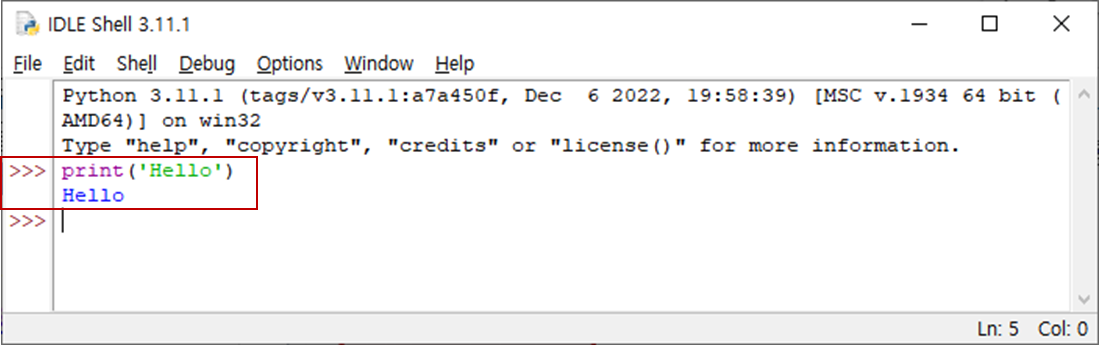 IDLE Shell 3.11.1
File Edit Shell Debug Options Window Help
Python 3.11.1 (tags/v3.11.1:a7a450f, Dec  6 2022, 19:58:39) [MSC v.1934 64 bit (
AMD64)] on win32
Type "help", "copyright", "credits" or "license()" for more information.
>>> print('Hello')
Hello
>>>
Ln: 5 Col: 0